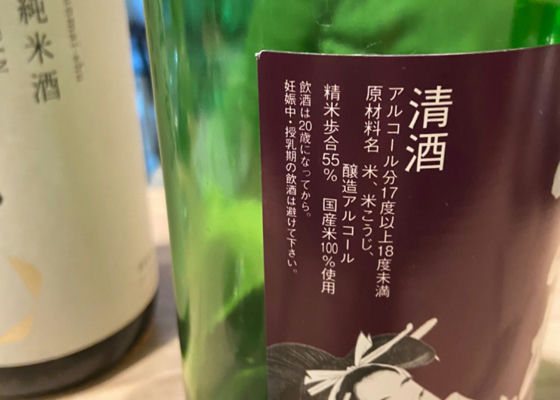 清酒
アルコール分17度以上18度未満
原材料名 米、米こうじ、
醸造アルコール
精米歩合55% 国産米100%使用
飲酒は20歳になってから。
妊娠中・授乳期の飲酒は避けて下さい。
純米酒